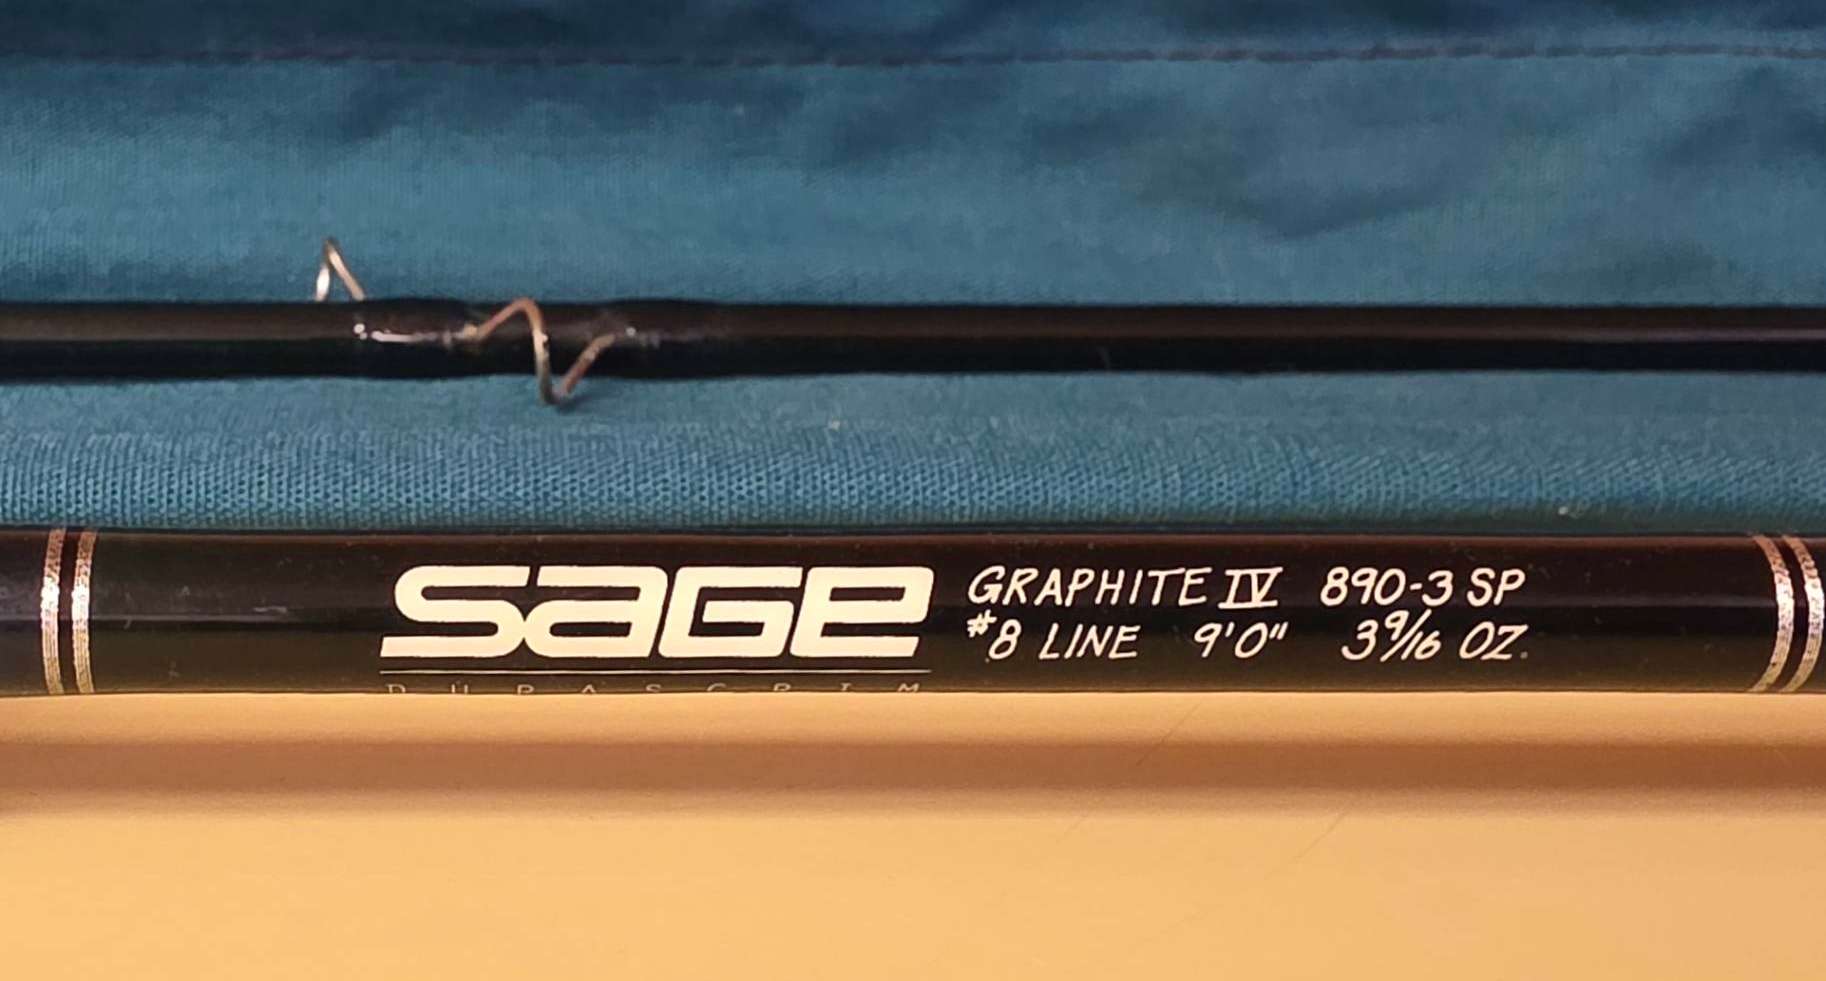 SAGE
GRAPHITE IV 890-3 SP
#8 LINE 9'0" 3 9/16 OZ.
DURASCRIM